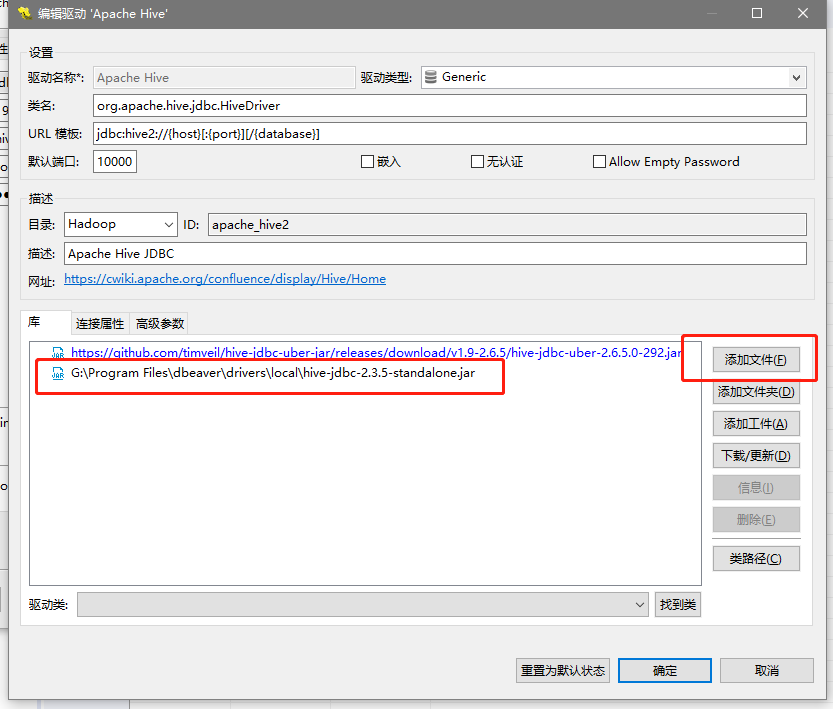 编辑驱动 'Apache Hive'
设置
驱动名称*: Apache Hive 驱动类型: Generic
类名: org.apache.hive.jdbc.HiveDriver
URL 模板: jdbc:hive2://{host}[:{port}][/{database}]
默认端口: 10000 嵌入 无认证 Allow Empty Password
描述
目录: Hadoop ID: apache_hive2
描述: Apache Hive JDBC
网址: https://cwiki.apache.org/confluence/display/Hive/Home
库 连接属性 高级参数
https://github.com/timveil/hive-jdbc-uber-jar/releases/download/v1.9-2.6.5/hive-jdbc-uber-2.6.5.0-292.jar
G:\Program Files\dbeaver\drivers\local\hive-jdbc-2.3.5-standalone.jar
添加文件(F)
添加文件夹(D)
添加工件(A)
下载/更新(D)
信息(I)
删除(E)
类路径(C)
驱动类: 找到类
重置为默认状态 确定 取消